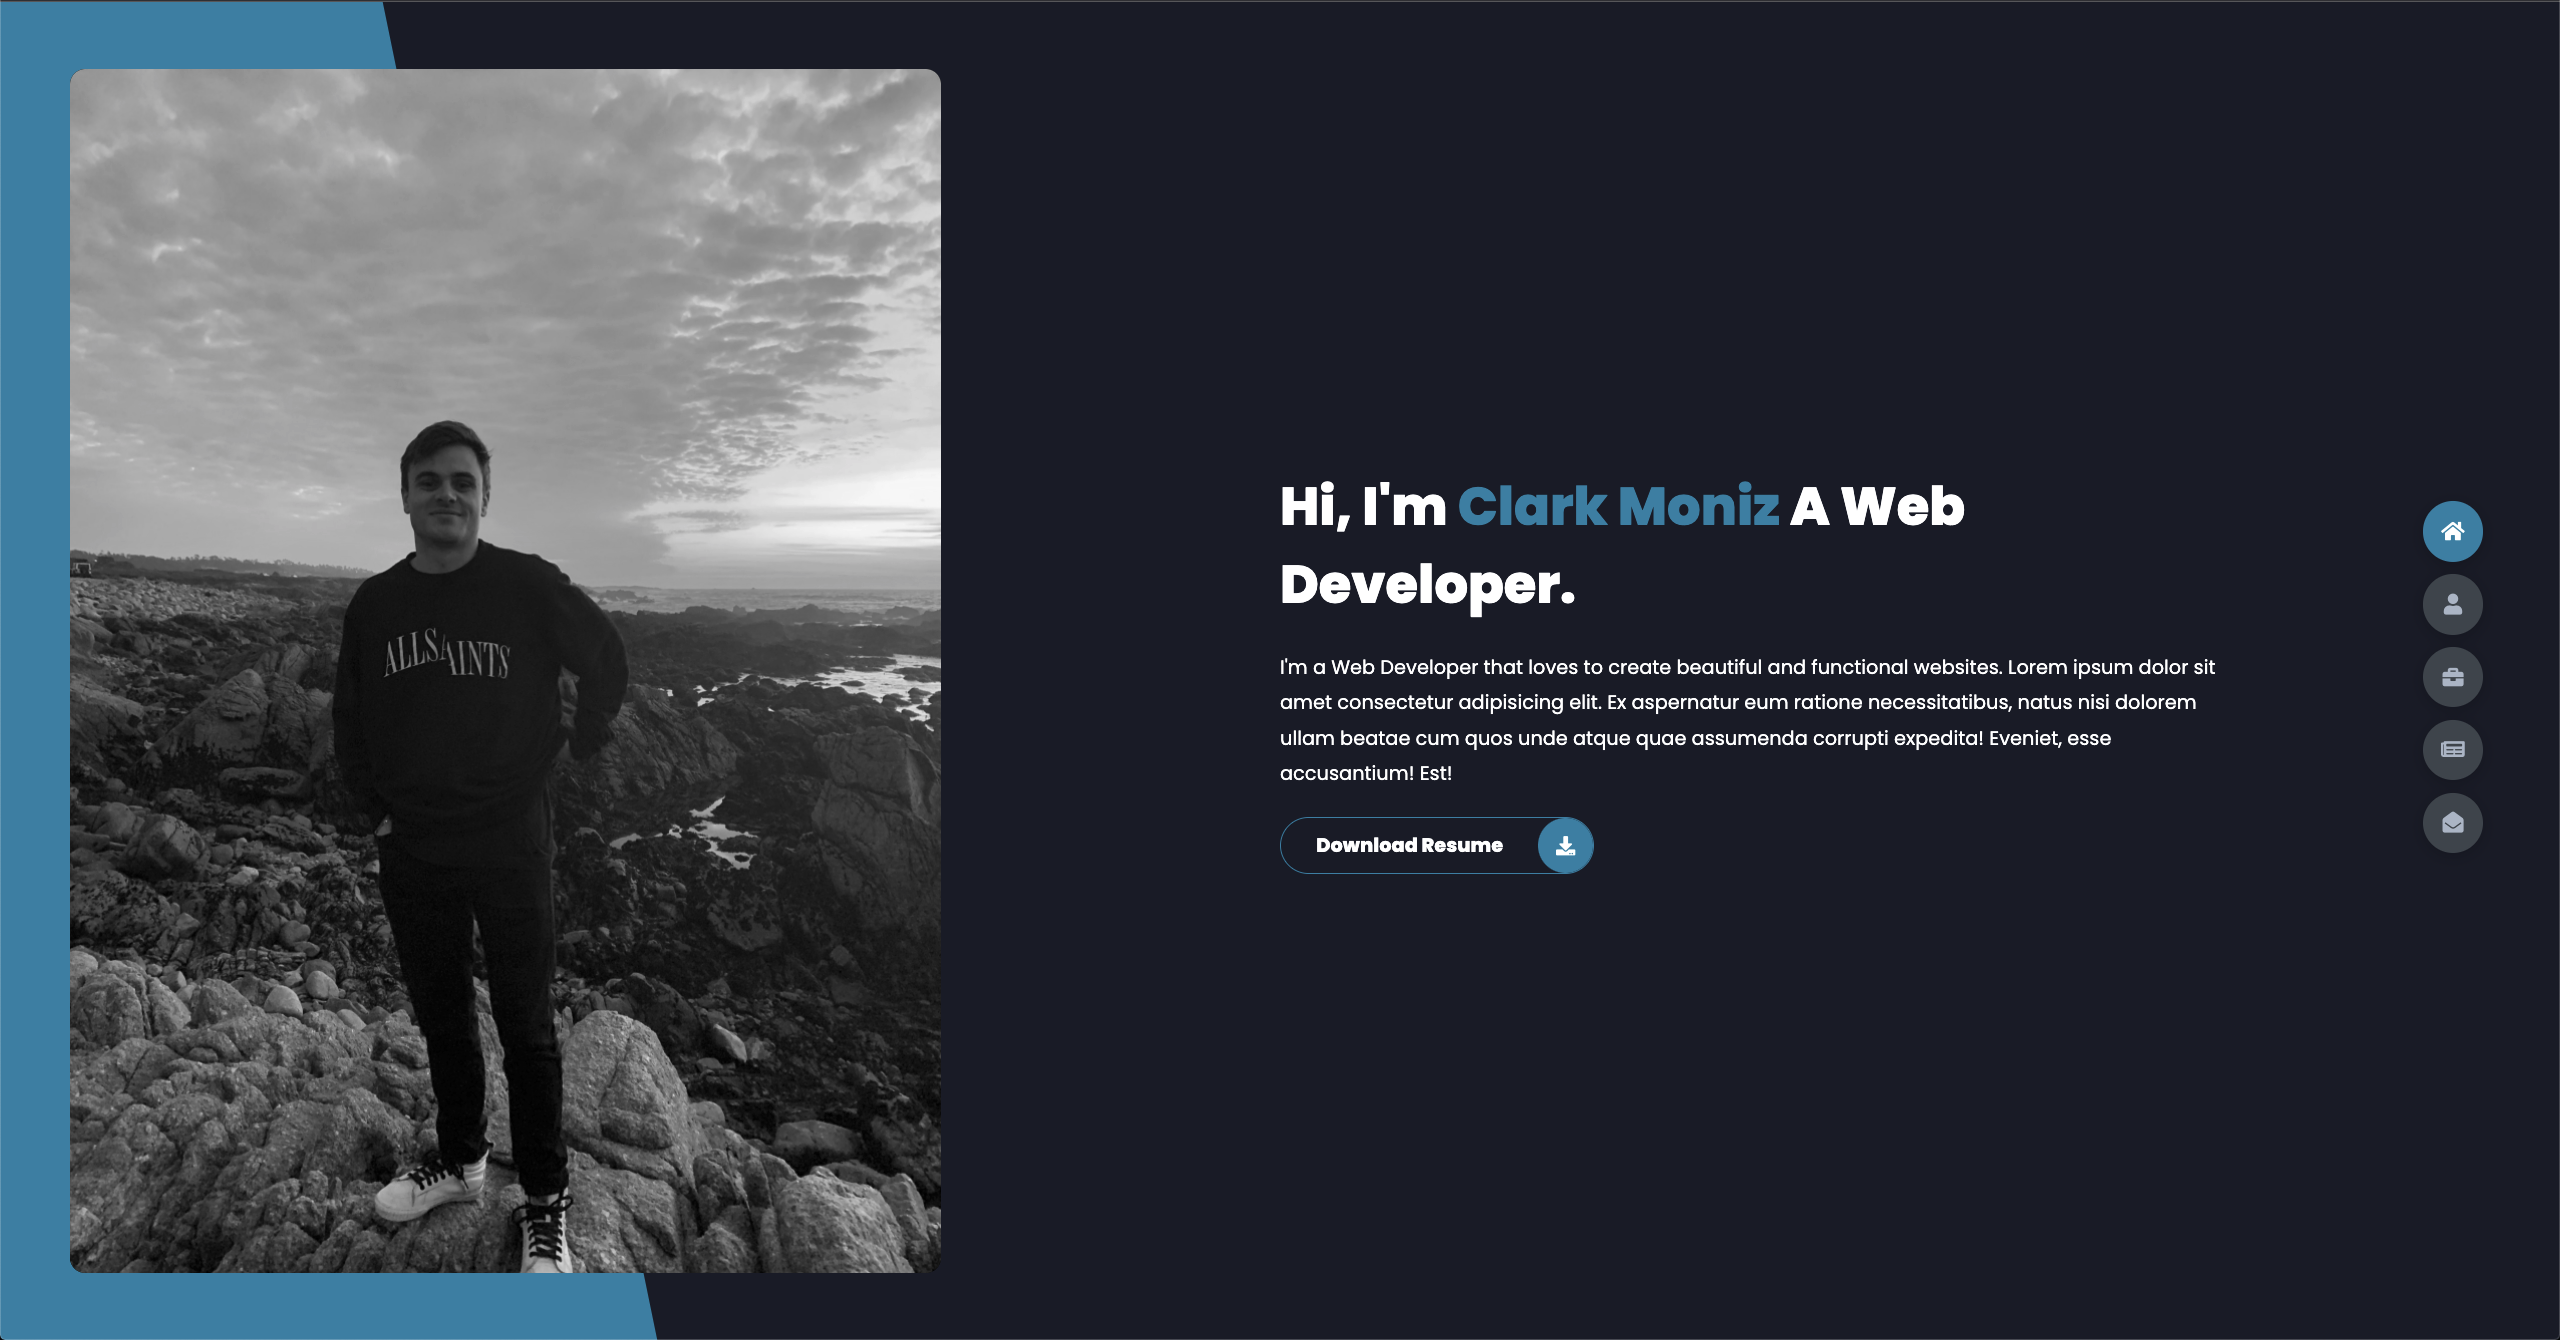 ALLSAINTS
Hi, I'm Clark Moniz A Web
Developer.
I'm a Web Developer that loves to create beautiful and functional websites. Lorem ipsum dolor sit
amet consectetur adipisicing elit. Ex aspernatur eum ratione necessitatibus, natus nisi dolorem
ullam beatae cum quos unde atque quae assumenda corrupti expedita! Eveniet, esse
accusantium! Est!
Download Resume